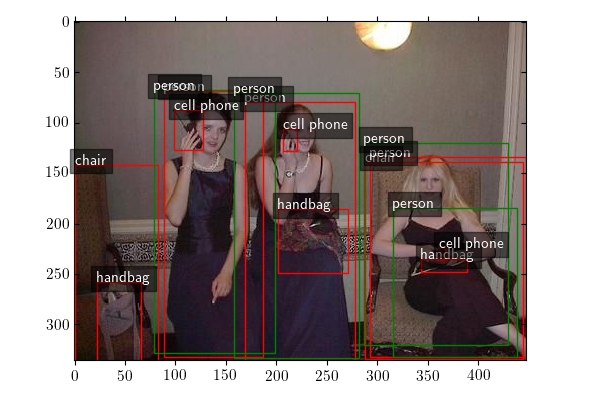 0
50
100
150
200
250
300
0 50 100 150 200 250 300 350 400
person person
person person
cell phone
cell phone
person
person
chair
chair
person
handbag
cell phone
handbag
handbag